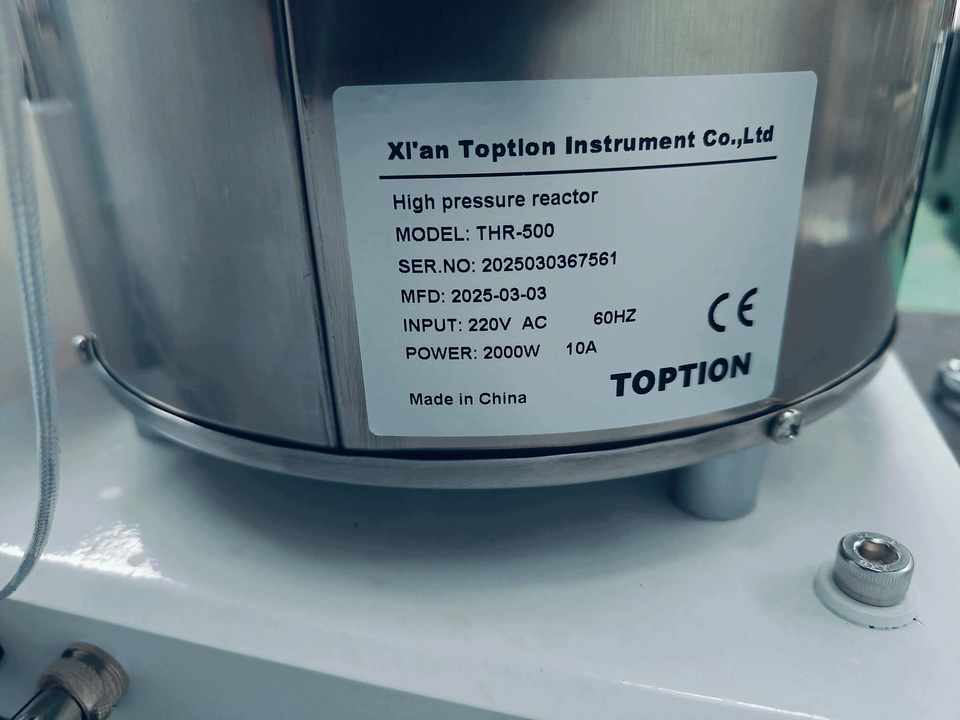 XI'an Toption Instrument Co.,Ltd
High pressure reactor
MODEL: THR-500
SER.NO: 2025030367561
MFD: 2025-03-03
INPUT: 220V AC 60HZ
POWER: 2000W 10A
CE
Made in China
TOPTION